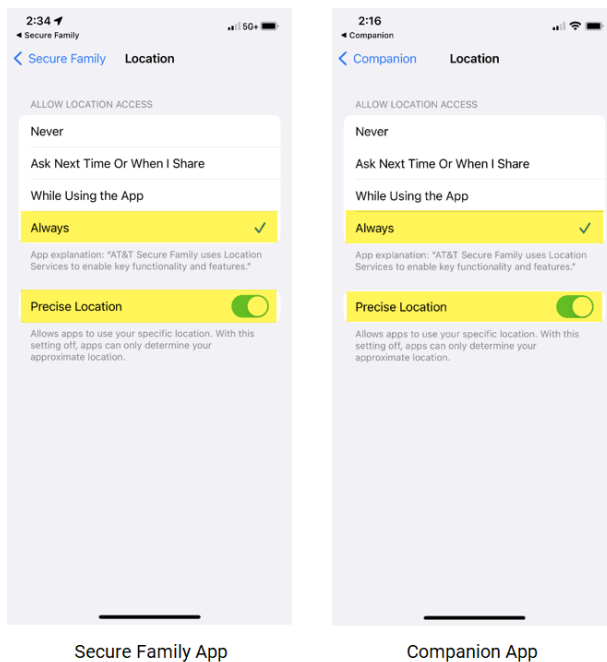 2:34
5G+
Secure Family
Secure Family
Location
ALLOW LOCATION ACCESS
Never
Ask Next Time Or When I Share
While Using the App
Always
App explanation: “AT&T Secure Family uses Location
Services to enable key functionality and features.”
Precise Location
Allows apps to use your specific location. With this
setting off, apps can only determine your
approximate location.
Secure Family App
2:16
Companion
Companion
Location
ALLOW LOCATION ACCESS
Never
Ask Next Time Or When I Share
While Using the App
Always
App explanation: “AT&T Secure Family uses Location
Services to enable key functionality and features.”
Precise Location
Allows apps to use your specific location. With this
setting off, apps can only determine your
approximate location.
Companion App